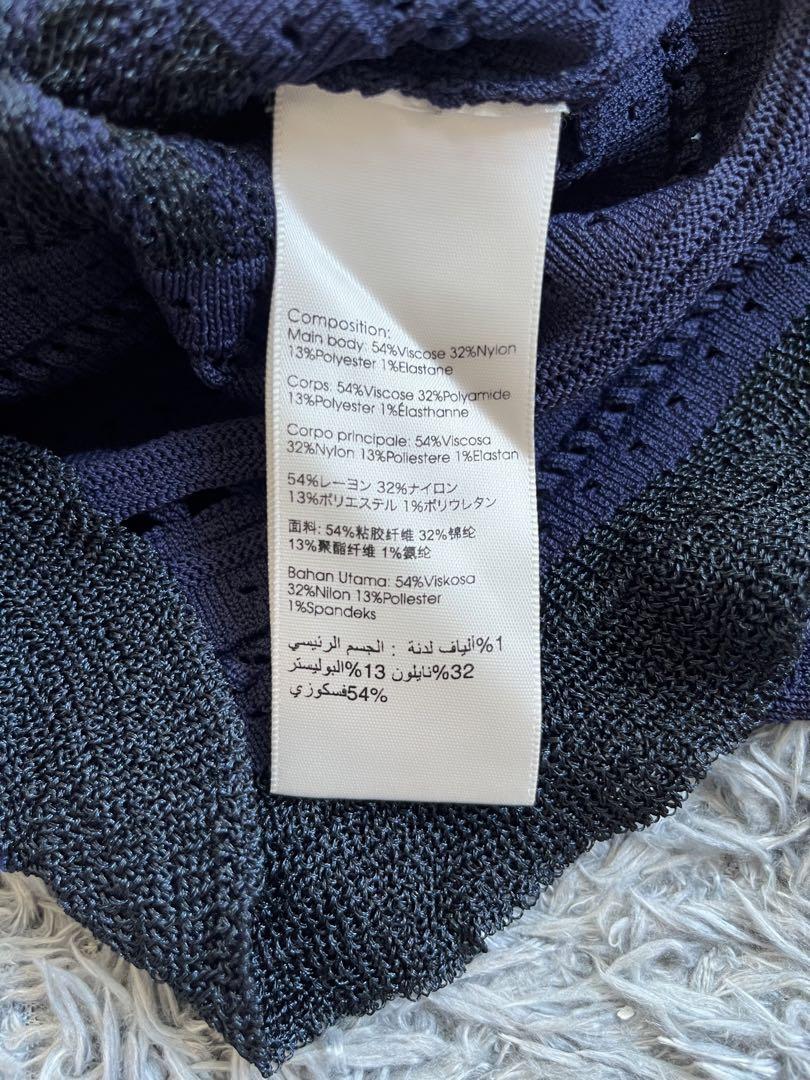 Composition:
Main body: 54%Viscose 32%Nylon
13%Polyester 1%Elastane
Corps: 54%Viscose 32%Polyamide
13%Polyester 1%Élasthanne
Corpo principale: 54%Viscosa
32%Nylon 13%Poliestere 1%Elastan
54%レーヨン 32%ナイロン
13%ポリエステル 1%ポリウレタン
面料: 54%粘胶纤维 32%锦纶
13%聚酯纤维 1%氨纶
Bahan Utama: 54%Viskosa
32%Nilon 13%Poliester
1%Spandeks
الجسم الرئيسي : ألياف لدنة 1%
32%نايلون 13%البوليستر
54%فسكوزي